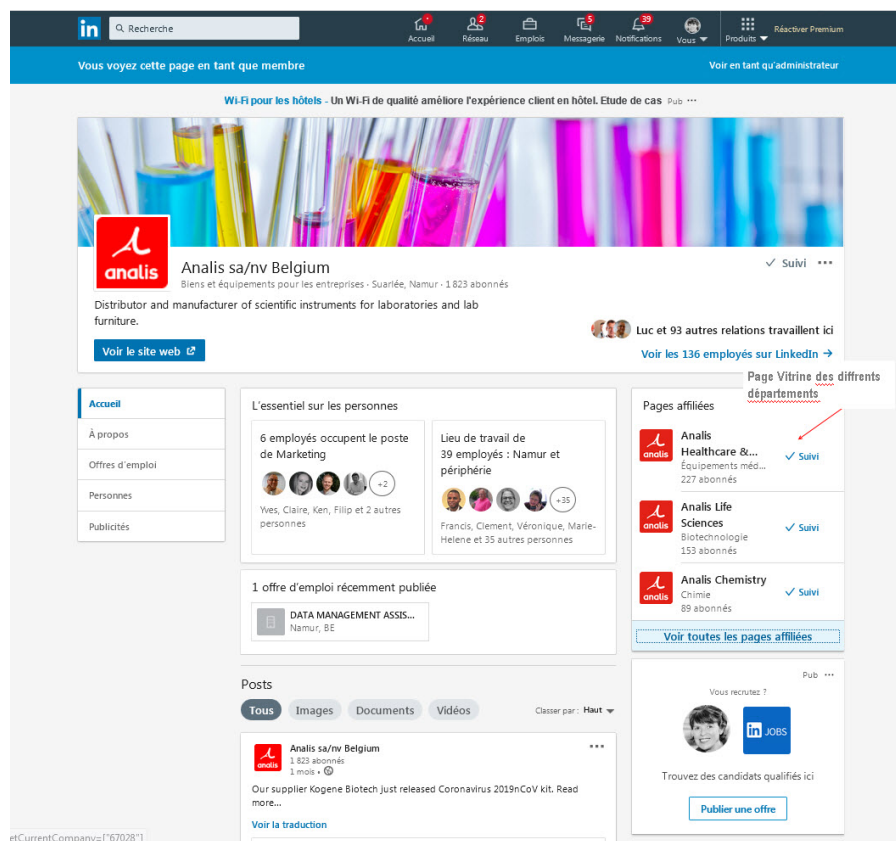 in
Recherche
2
5
39
Accueil
Réseau
Emplois
Messagerie
Notifications
Vous
Produits
Réactiver Premium
Vous voyez cette page en tant que membre
Voir en tant qu'administrateur
Wi-Fi pour les hôtels - Un Wi-Fi de qualité améliore l'expérience client en hôtel. Etude de cas Pub ···
analis
Analis sa/nv Belgium
Suivi ···
Biens et équipements pour les entreprises · Suarlée, Namur · 1 823 abonnés
Distributor and manufacturer of scientific instruments for laboratories and lab
furniture.
Luc et 93 autres relations travaillent ici
Voir le site web
Voir les 136 employés sur LinkedIn →
Page Vitrine des diffrents
départements
Accueil
À propos
Offres d'emploi
Personnes
Publicités
L'essentiel sur les personnes
6 employés occupent le poste
de Marketing
+2
Yves, Claire, Ken, Filip et 2 autres
personnes
Lieu de travail de
39 employés : Namur et
périphérie
+35
Francis, Clement, Véronique, Marie-
Helene et 35 autres personnes
1 offre d'emploi récemment publiée
DATA MANAGEMENT ASSIS...
Namur, BE
Posts
Tous
Images
Documents
Vidéos
Classer par : Haut
analis
Analis sa/nv Belgium
···
1 823 abonnés
1 mois •
Our supplier Kogene Biotech just released Coronavirus 2019nCoV kit. Read
more...
Voir la traduction
Pages affiliées
analis
Analis
Healthcare &...
Équipements méd...
227 abonnés
Suivi
analis
Analis Life
Sciences
Biotechnologie
153 abonnés
Suivi
analis
Analis Chemistry
Chimie
89 abonnés
Suivi
Voir toutes les pages affiliées
Pub ···
Vous recrutez ?
in JOBS
Trouvez des candidats qualifiés ici
Publier une offre
etCurrentCompany=["67028"]